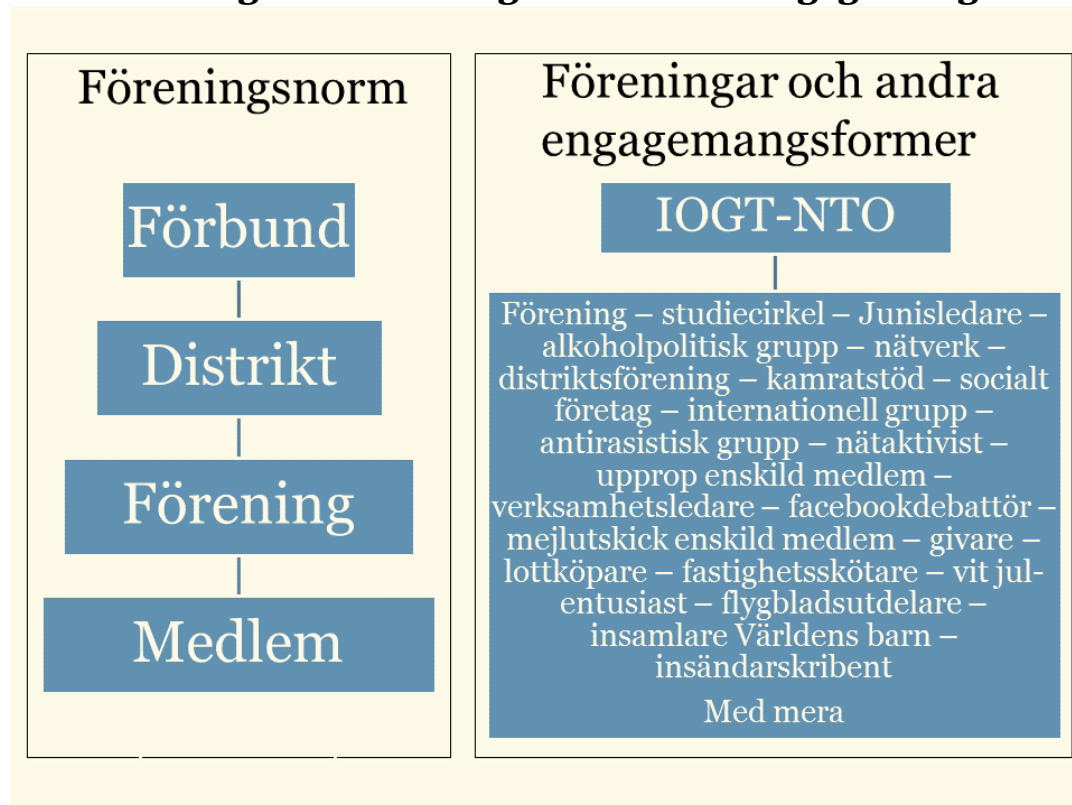 Föreningsnorm
Förbund
Distrikt
Förening
Medlem
Föreningar och andra
engagemangsformer
IOGT-NTO
Förening – studiecirkel – Junisledare –
alkoholpolitisk grupp – nätverk –
distriktsförening – kamratstöd – socialt
företag – internationell grupp –
antirasistisk grupp – nätaktivist –
upprop enskild medlem –
verksamhetsledare – facebookdebattör –
mejlutskick enskild medlem – givare –
lottköpare – fastighetsskötare – vit jul-
entusiast – flygbladsutdelare –
insamlare Världens barn –
insändarskribent
Med mera